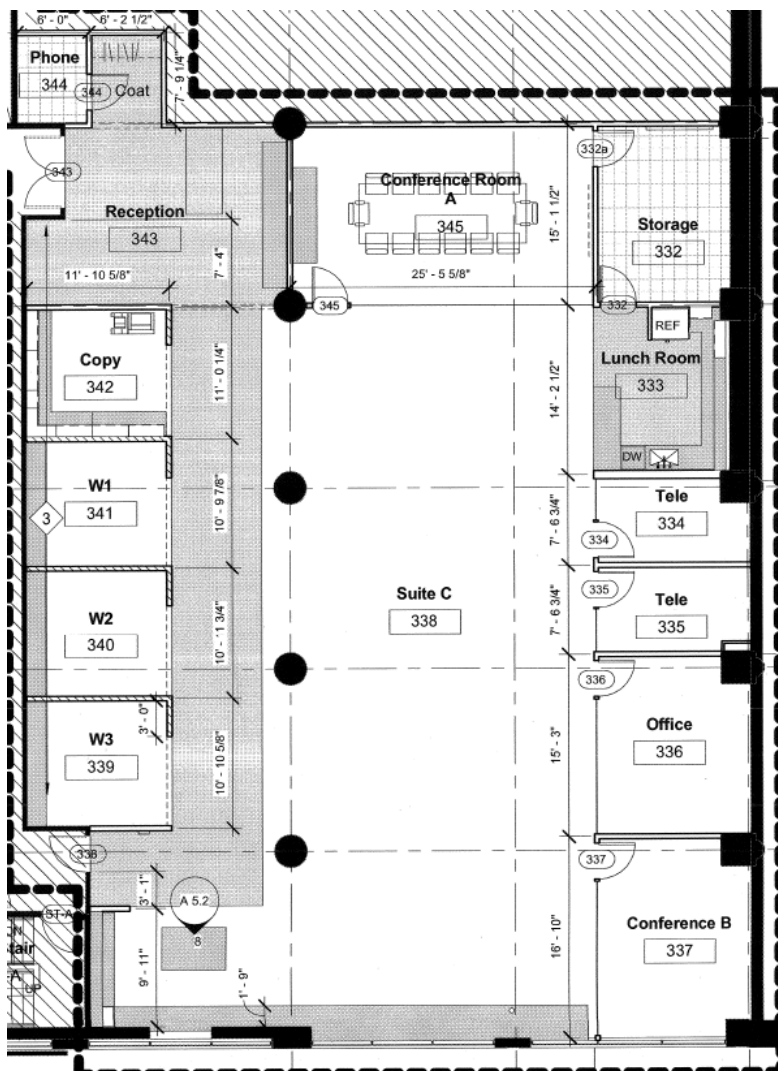 6' - 0"
6' - 2 1/2"
Phone
344
344
Coat
7' - 9 1/4"
343
Reception
343
11' - 10 5/8"
7' - 4"
Conference Room
A
345
15' - 1 1/2"
25' - 5 5/8"
345
332a
Storage
332
332
REF
Lunch Room
333
DW
14' - 2 1/2"
Copy
342
11' - 0 1/4"
W1
341
3
10' - 9 7/8"
Tele
334
334
7' - 6 3/4"
335
Tele
335
7' - 6 3/4"
Suite C
338
W2
340
10' - 1 3/4"
336
Office
336
15' - 3"
3' - 0"
W3
339
10' - 10 5/8"
338
337
Conference B
337
16' - 10"
3' - 1"
A 5.2
8
9' - 11"
1' - 9"
ST-A
tair
A
UP